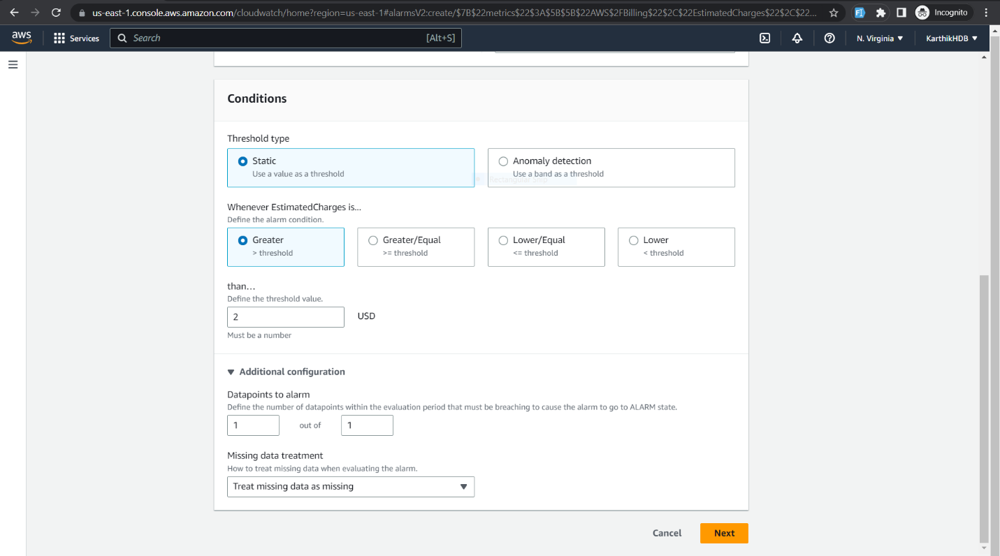 us-east-1.console.aws.amazon.com/cloudwatch/home?region=us-east-1#alarmsV2:create/$7B$22metrics$22$3A$5B$5B$22AWS$2FBilling$22$2C$22EstimatedCharges$22$2C$22...
Incognito
aws
Services
Search
[Alt+S]
N. Virginia
KarthikHDB
Conditions
Threshold type
Static
Use a value as a threshold
Anomaly detection
Use a band as a threshold
Rectangular Snip
Whenever EstimatedCharges is...
Define the alarm condition.
Greater
> threshold
Greater/Equal
>= threshold
Lower/Equal
<= threshold
Lower
< threshold
than...
Define the threshold value.
2
USD
Must be a number
Additional configuration
Datapoints to alarm
Define the number of datapoints within the evaluation period that must be breaching to cause the alarm to go to ALARM state.
1 out of 1
Missing data treatment
How to treat missing data when evaluating the alarm.
Treat missing data as missing
Cancel
Next